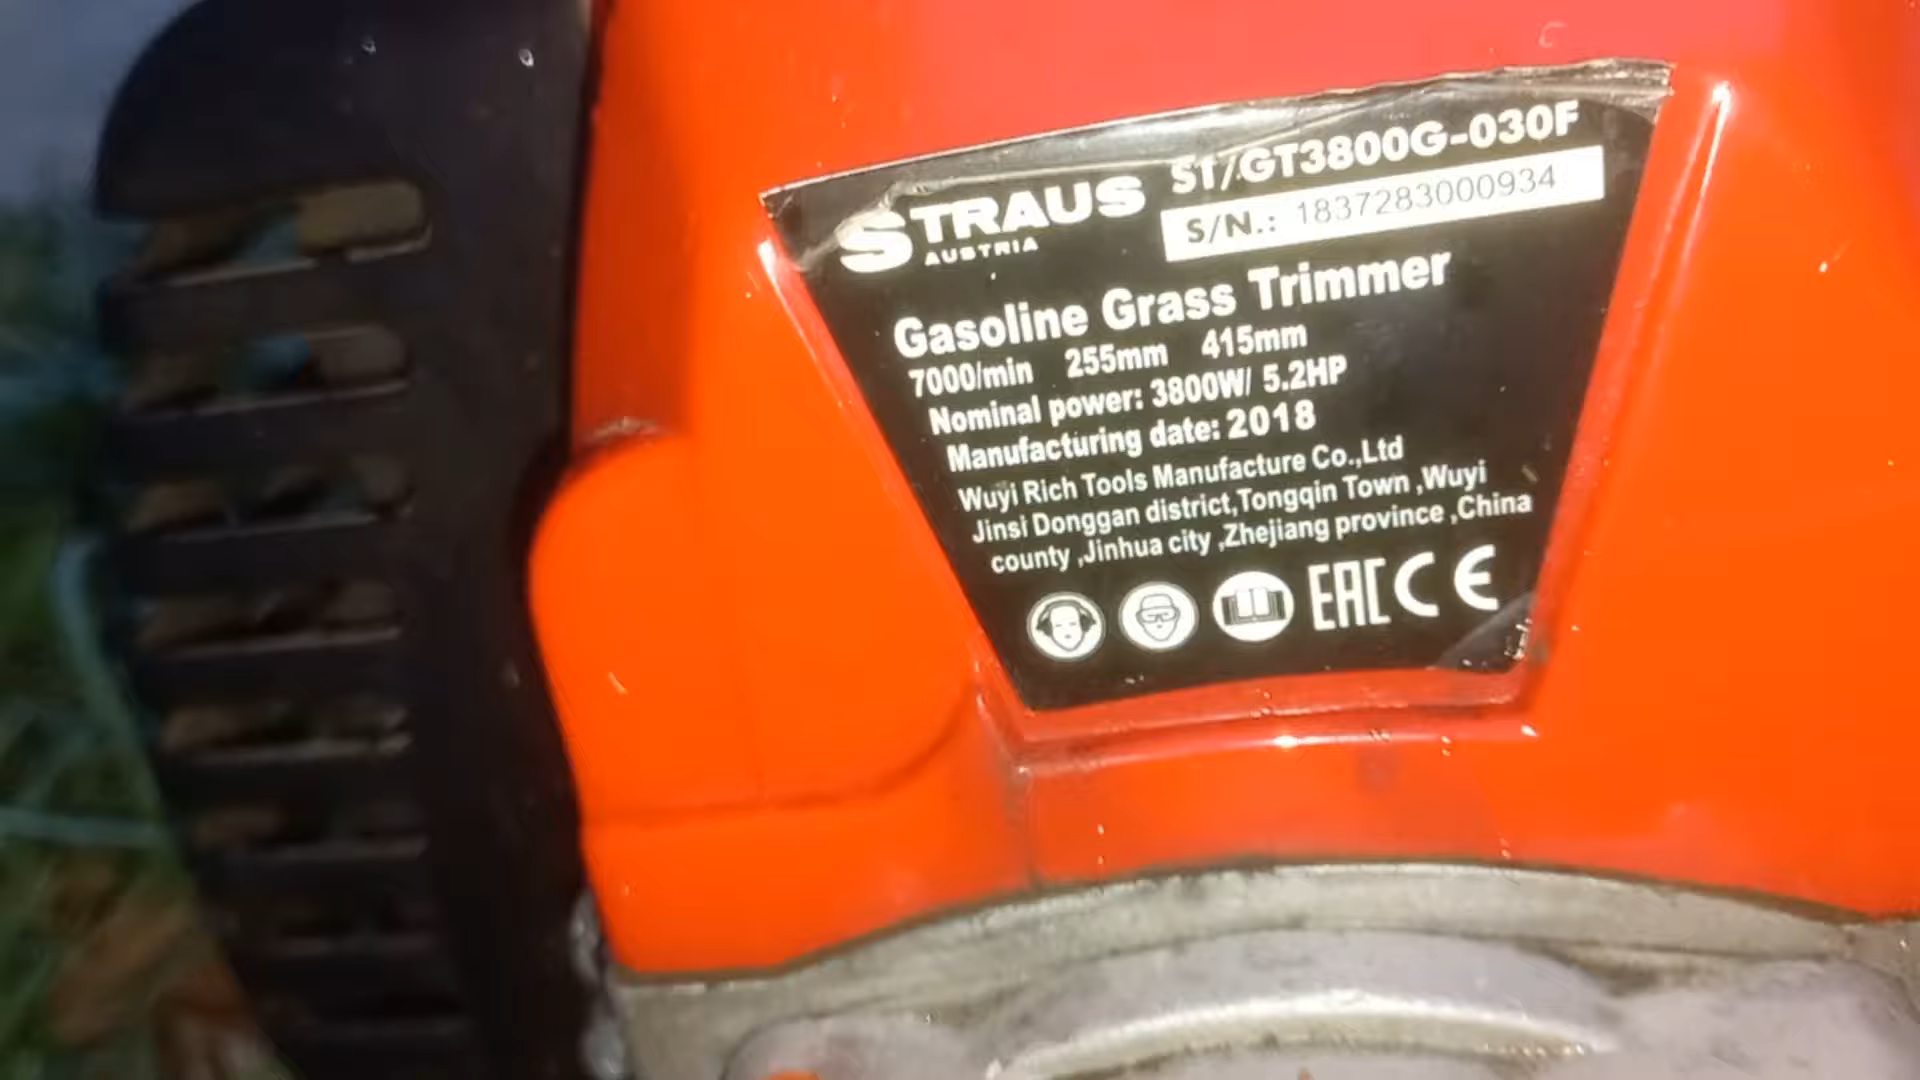 STRAUS
AUSTRIA
ST/GT3800G-030F
S/N.: 1837283000934
Gasoline Grass Trimmer
7000/min 255mm 415mm
Nominal power: 3800W/ 5.2HP
Manufacturing date: 2018
Wuyi Rich Tools Manufacture Co.,Ltd
Jinsi Donggan district,Tongqin Town ,Wuyi
county ,Jinhua city ,Zhejiang province ,China
EAC CE